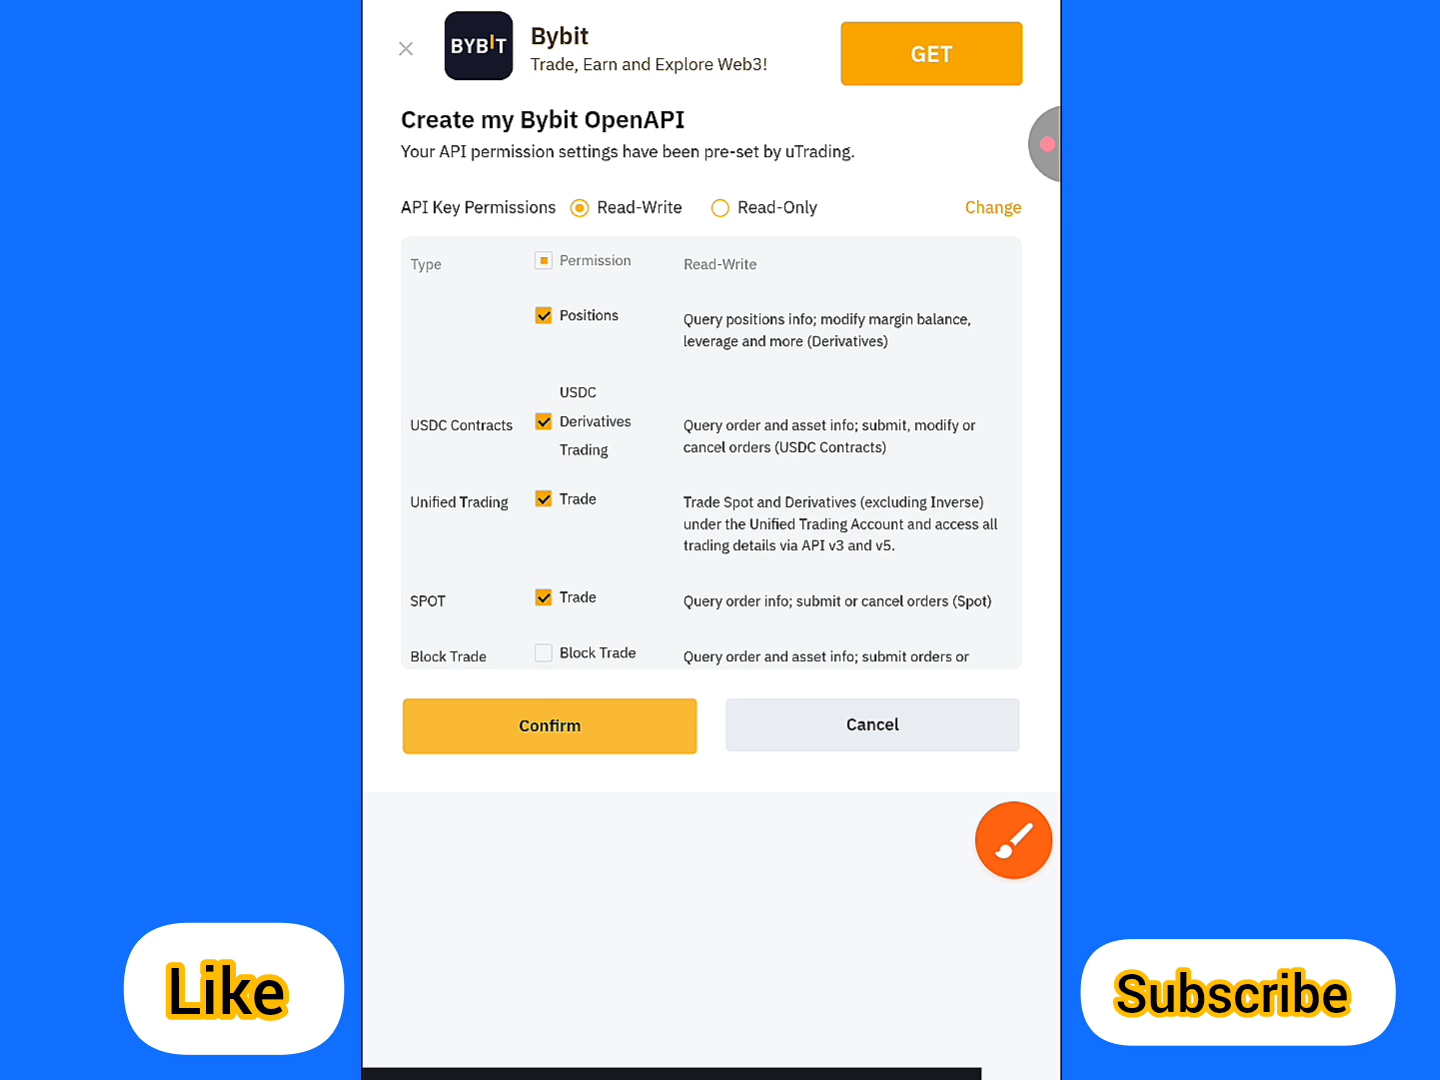 BYBIT
Bybit
Trade, Earn and Explore Web3!
GET
Create my Bybit OpenAPI
Your API permission settings have been pre-set by uTrading.
API Key Permissions Read-Write Read-Only Change
Type Permission Read-Write
Positions Query positions info; modify margin balance,
leverage and more (Derivatives)
USDC
USDC Contracts Derivatives Query order and asset info; submit, modify or
Trading cancel orders (USDC Contracts)
Unified Trading Trade Trade Spot and Derivatives (excluding Inverse)
under the Unified Trading Account and access all
trading details via API v3 and v5.
SPOT Trade Query order info; submit or cancel orders (Spot)
Block Trade Block Trade Query order and asset info; submit orders or
Confirm Cancel
Like Subscribe